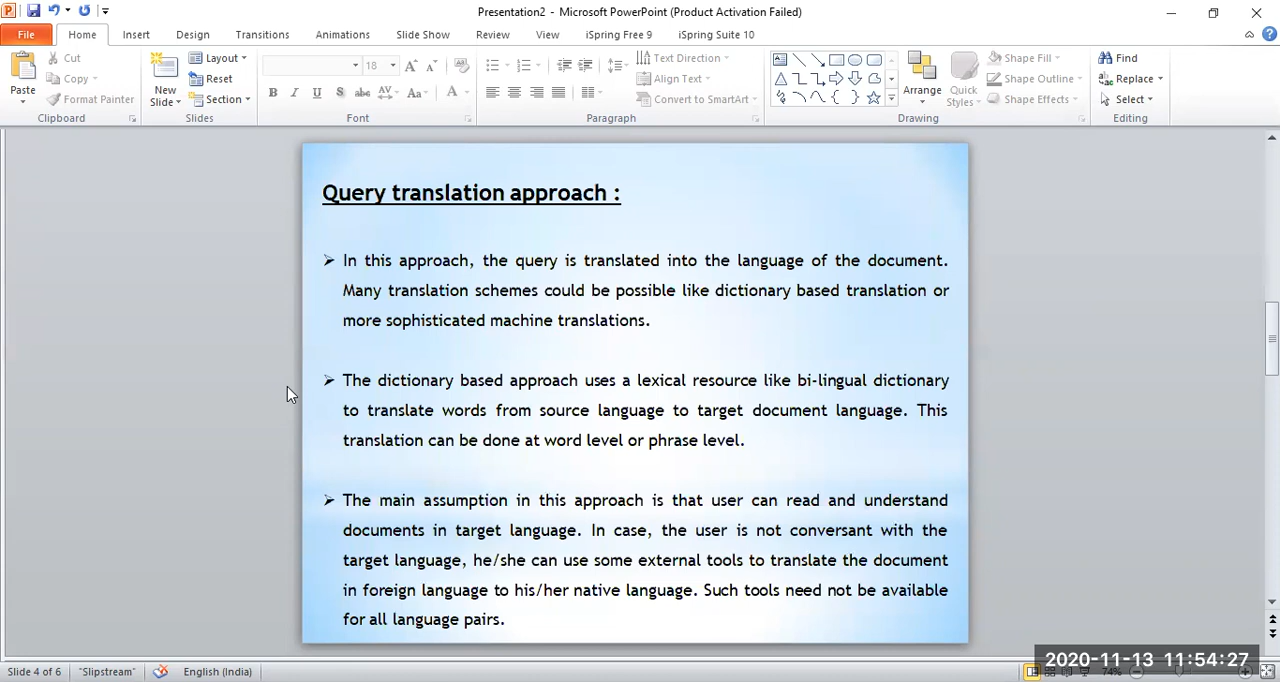 Presentation2 - Microsoft PowerPoint (Product Activation Failed)
File Home Insert Design Transitions Animations Slide Show Review View iSpring Free 9 iSpring Suite 10
Paste
Cut
Copy
Format Painter
Clipboard
New Slide
Layout
Reset
Section
Slides
18
Font
Text Direction
Align Text
Convert to SmartArt
Paragraph
Arrange
Quick Styles
Shape Fill
Shape Outline
Shape Effects
Drawing
Find
Replace
Select
Editing
Query translation approach :
➢ In this approach, the query is translated into the language of the document.
Many translation schemes could be possible like dictionary based translation or
more sophisticated machine translations.
➢ The dictionary based approach uses a lexical resource like bi-lingual dictionary
to translate words from source language to target document language. This
translation can be done at word level or phrase level.
➢ The main assumption in this approach is that user can read and understand
documents in target language. In case, the user is not conversant with the
target language, he/she can use some external tools to translate the document
in foreign language to his/her native language. Such tools need not be available
for all language pairs.
Slide 4 of 6 "Slipstream" English (India) 74%
2020-11-13 11:54:27